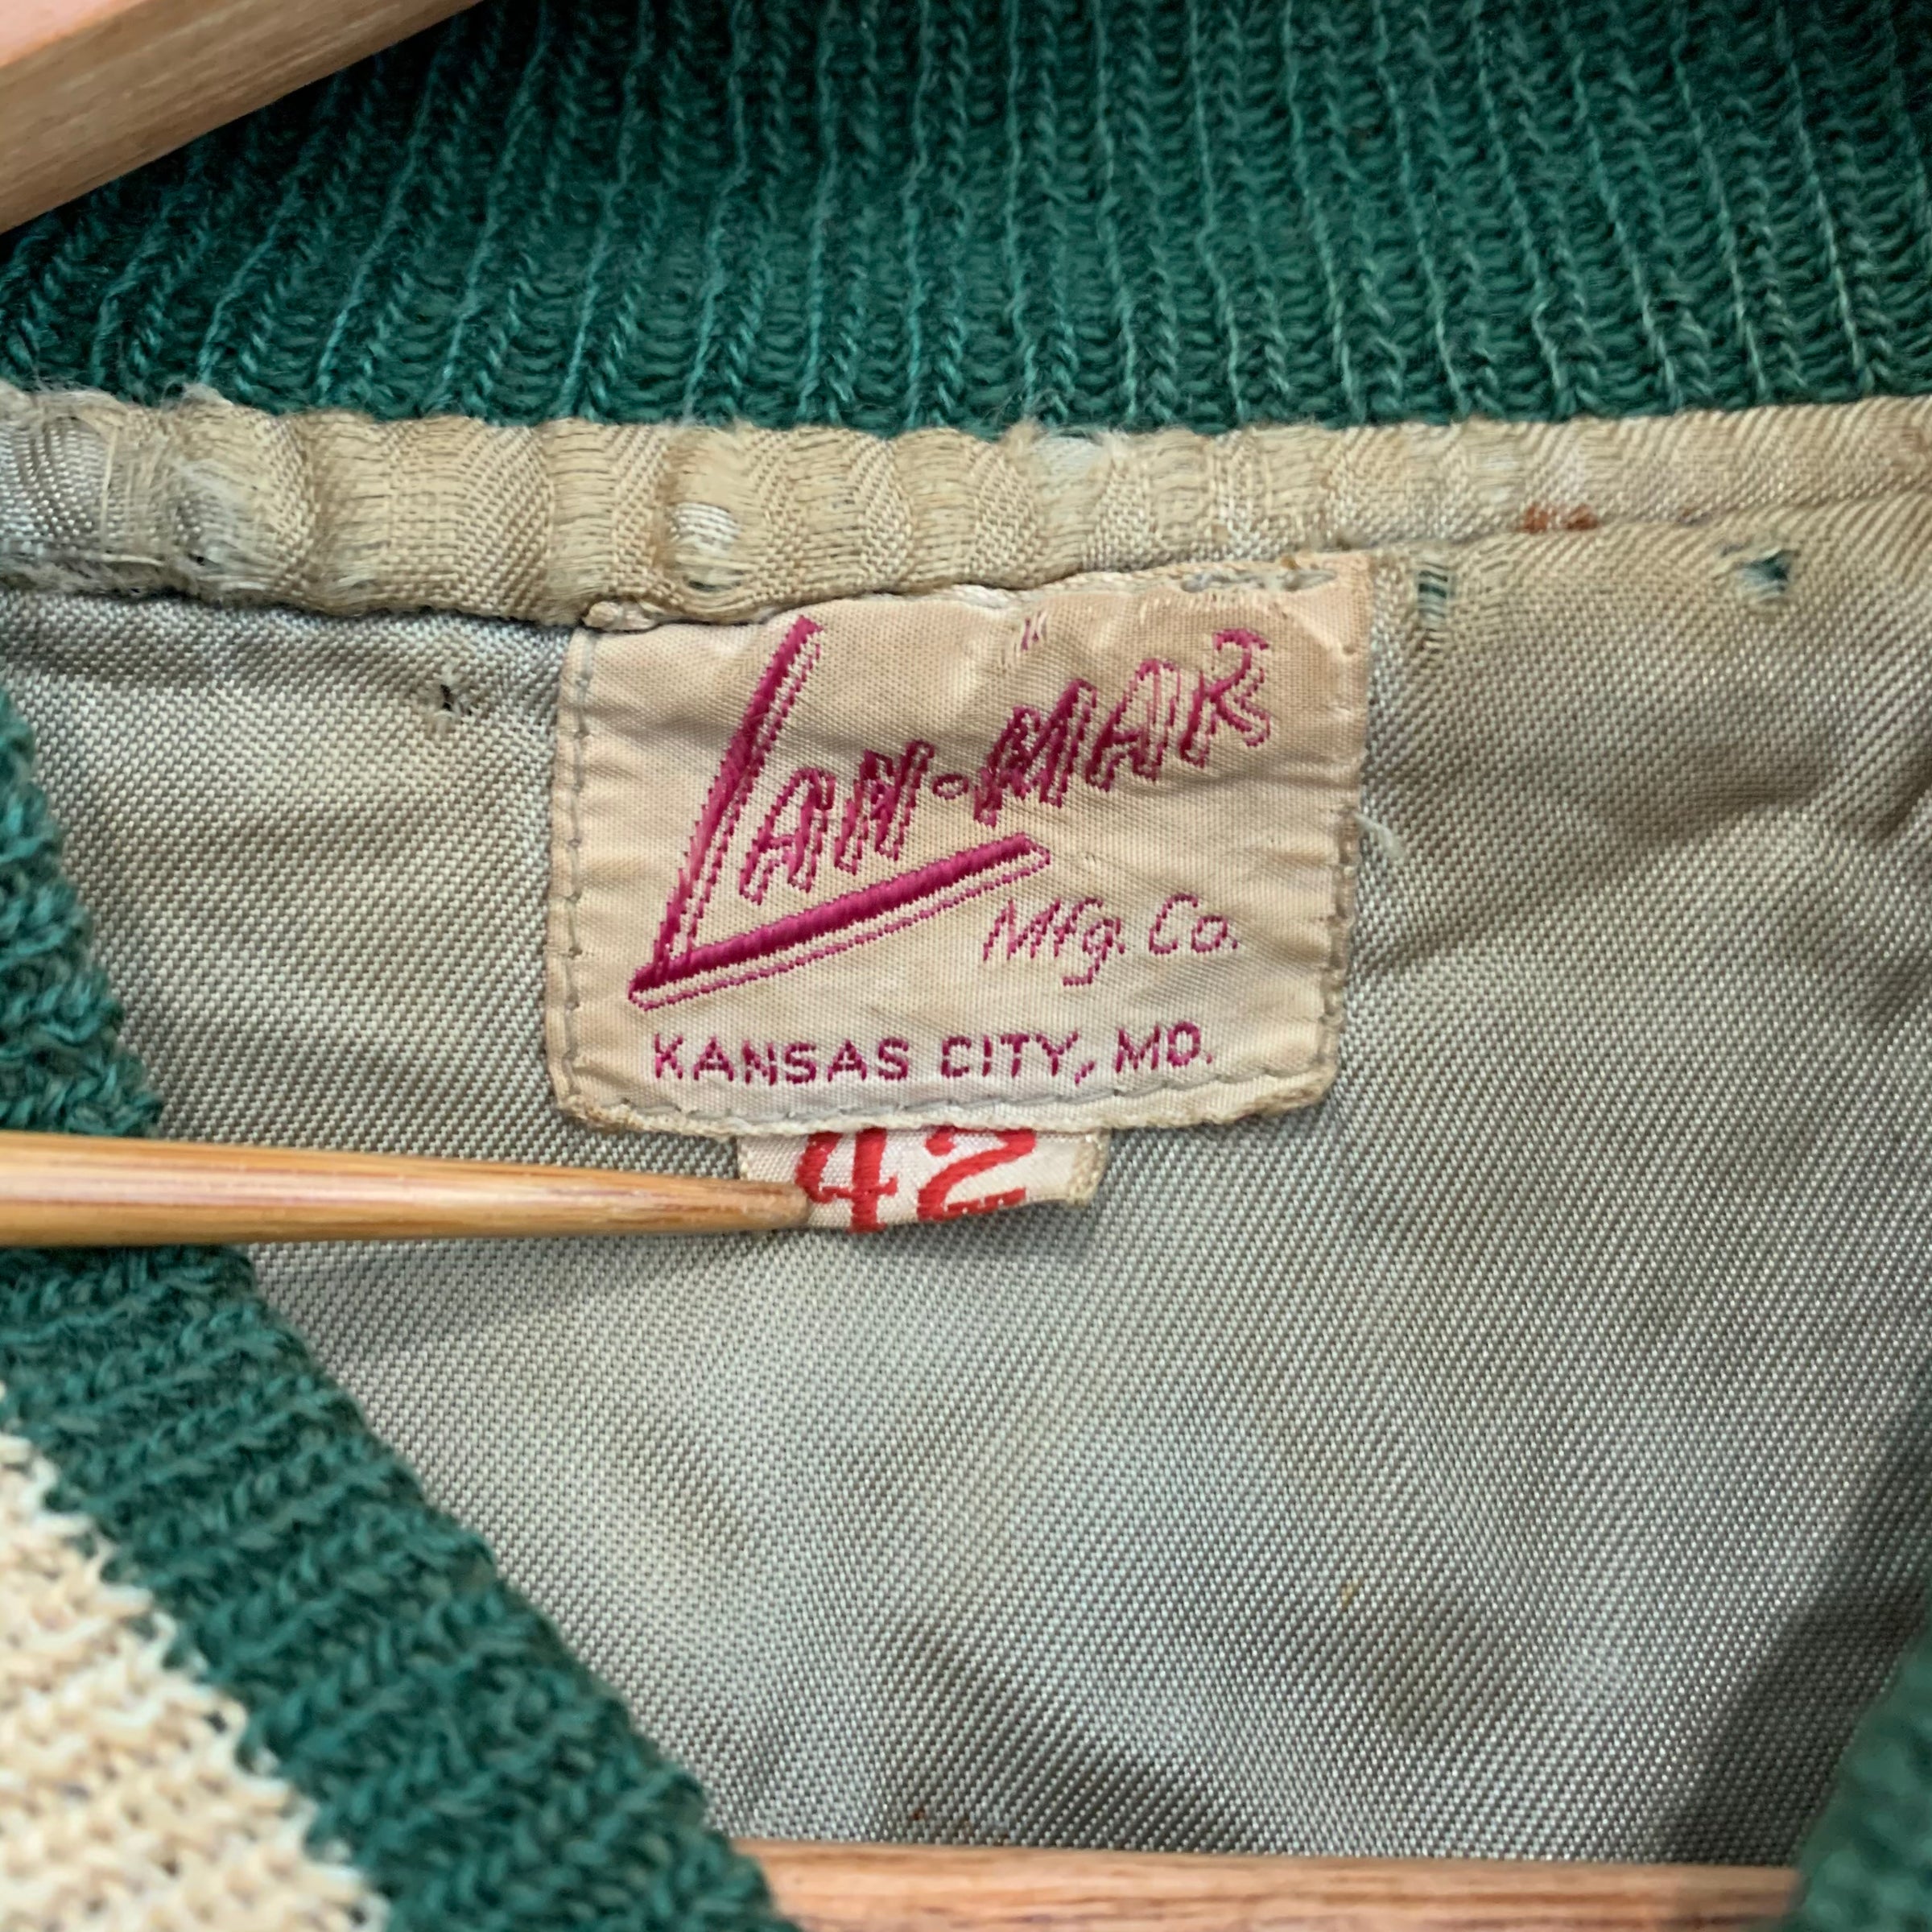 LAN-MAR
Mfg. Co.
KANSAS CITY, MO.
42